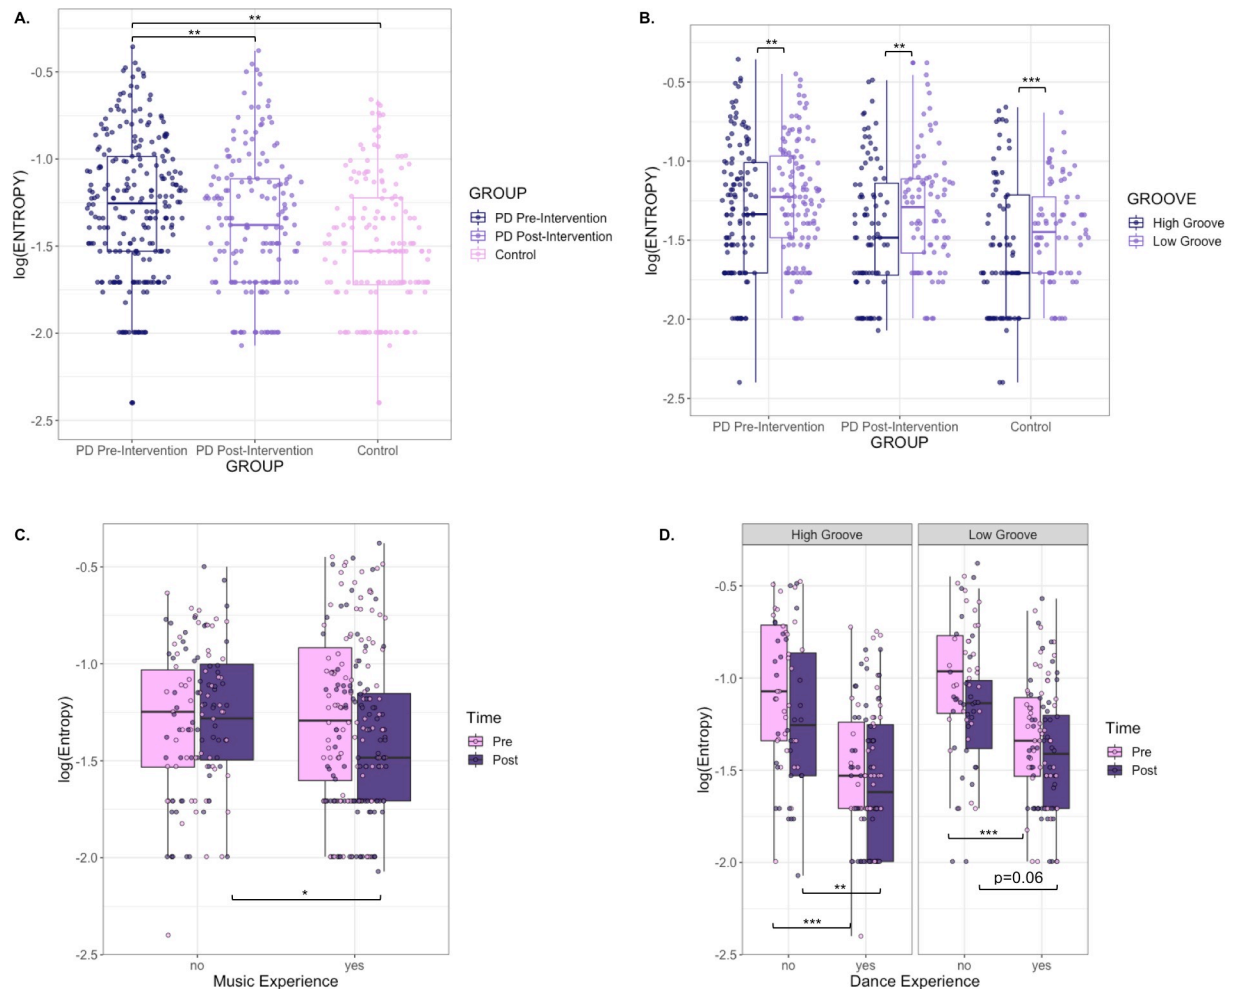 A.
**
**
-0.5
-1.0
-1.5
-2.0
-2.5
log(ENTROPY)
PD Pre-Intervention PD Post-Intervention Control
GROUP
GROUP
PD Pre-Intervention
PD Post-Intervention
Control
B.
**
**
***
-0.5
-1.0
-1.5
-2.0
-2.5
log(ENTROPY)
PD Pre-Intervention PD Post-Intervention Control
GROUP
GROOVE
High Groove
Low Groove
C.
-0.5
-1.0
-1.5
-2.0
-2.5
log(Entropy)
*
no yes
Music Experience
Time
Pre
Post
D.
High Groove Low Groove
-0.5
-1.0
-1.5
-2.0
-2.5
log(Entropy)
***
p=0.06
**
***
no yes no yes
Dance Experience
Time
Pre
Post